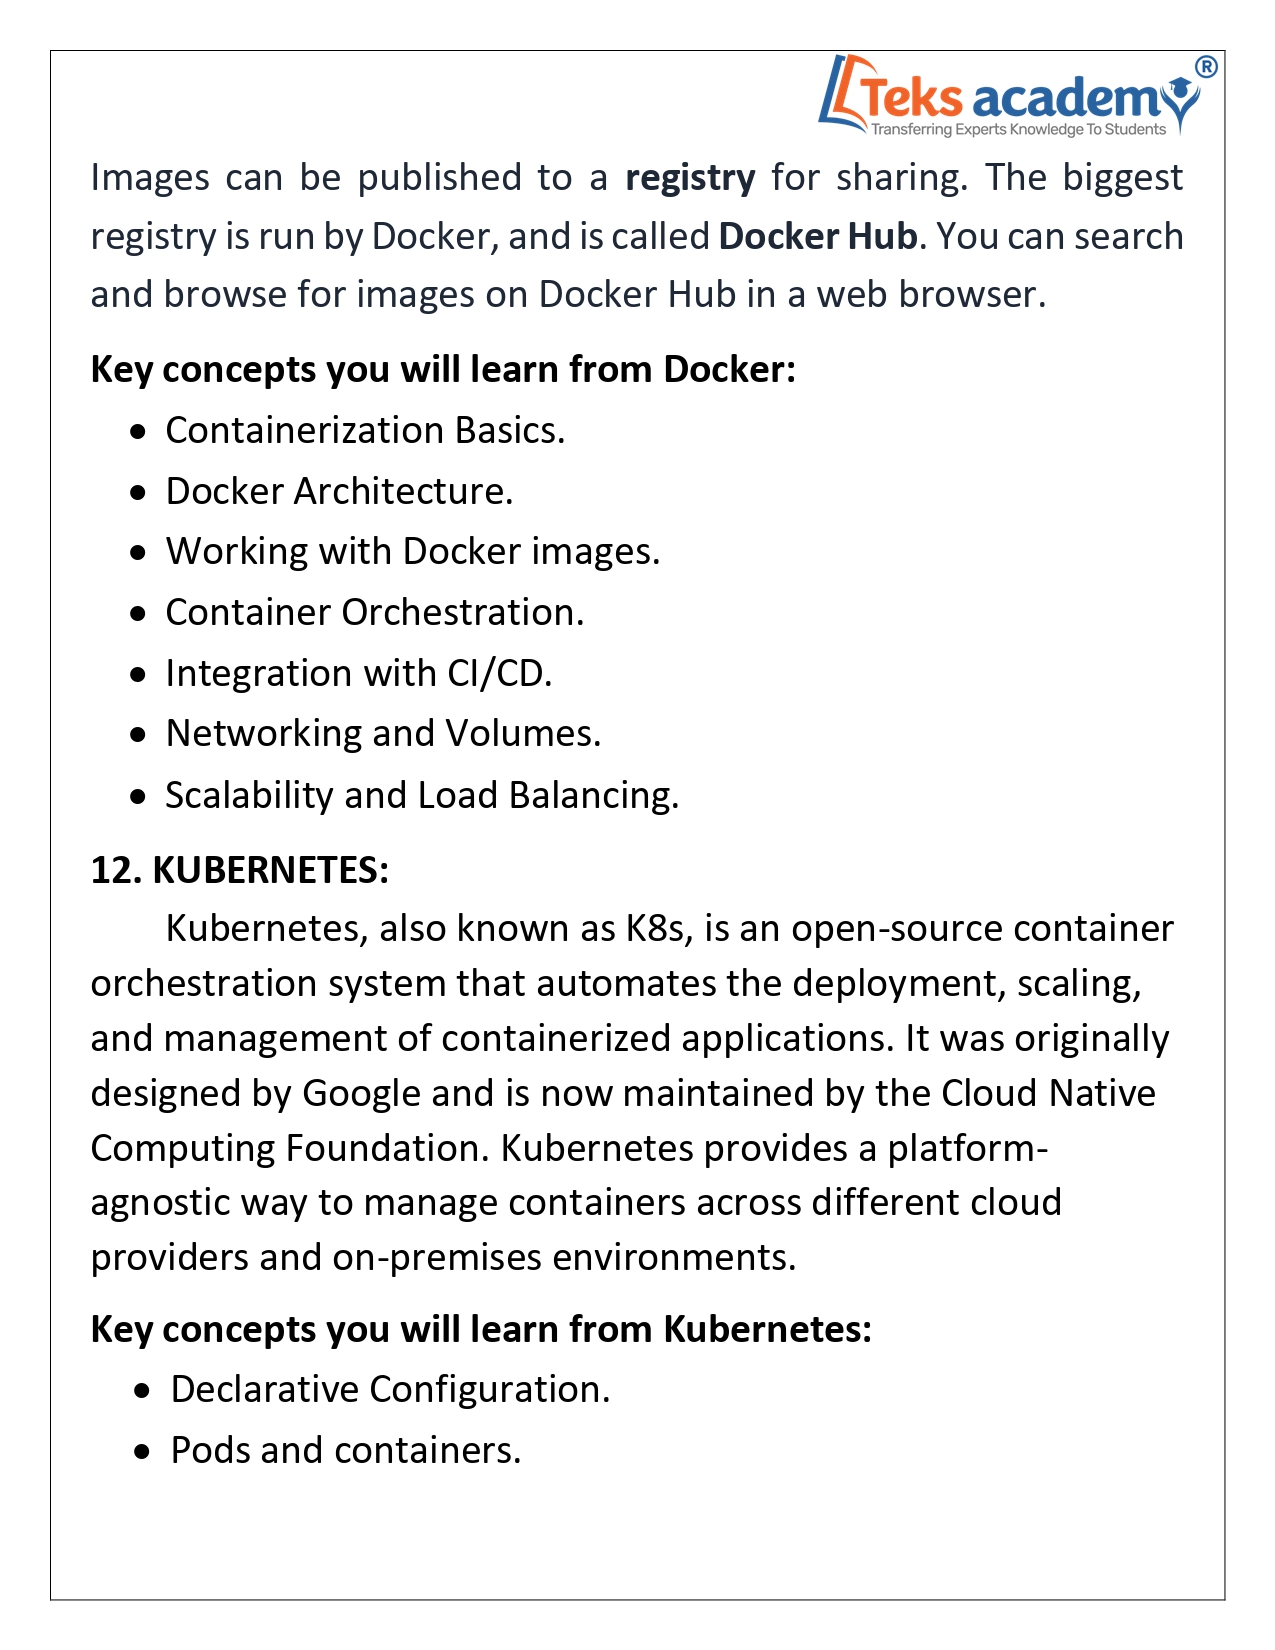 Teks academy ®
Transferring Experts Knowledge To Students
Images can be published to a registry for sharing. The biggest
registry is run by Docker, and is called Docker Hub. You can search
and browse for images on Docker Hub in a web browser.
Key concepts you will learn from Docker:
• Containerization Basics.
• Docker Architecture.
• Working with Docker images.
• Container Orchestration.
• Integration with CI/CD.
• Networking and Volumes.
• Scalability and Load Balancing.
12. KUBERNETES:
Kubernetes, also known as K8s, is an open-source container
orchestration system that automates the deployment, scaling,
and management of containerized applications. It was originally
designed by Google and is now maintained by the Cloud Native
Computing Foundation. Kubernetes provides a platform-
agnostic way to manage containers across different cloud
providers and on-premises environments.
Key concepts you will learn from Kubernetes:
• Declarative Configuration.
• Pods and containers.